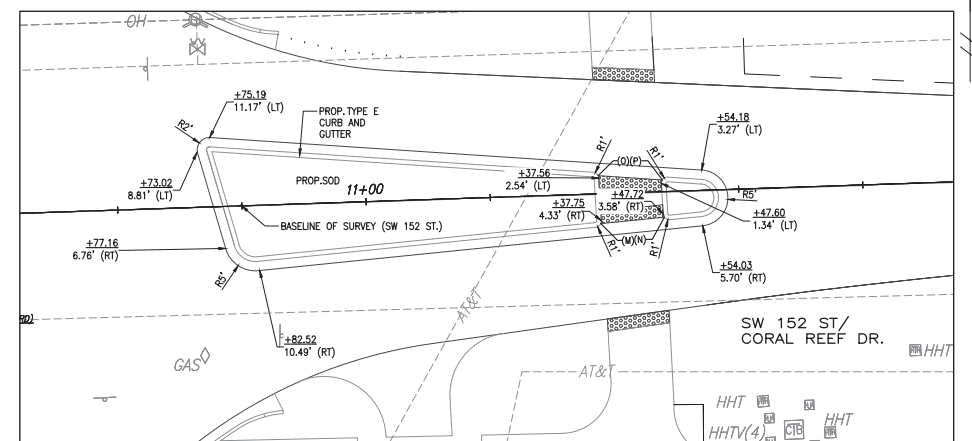 OH
+75.19
11.17' (LT)
PROP.TYPE E
CURB AND
GUTTER
+54.18
3.27' (LT)
R2'
R1'
(O)(P)
R1'
+73.02
8.81' (LT)
PROP.SOD
11+00
+37.56
2.54' (LT)
+47.72
3.58' (RT)
R5'
+37.75
4.33' (RT)
+47.60
1.34' (LT)
BASELINE OF SURVEY (SW 152 ST.)
+77.16
6.76' (RT)
(M)(N)
R1'
R1'
R5'
+54.03
5.70' (RT)
AT&T
+82.52
10.49' (RT)
SW 152 ST/
CORAL REEF DR.
GAS
HHT
AT&T
HHT
HHT
HHTV(4)
CTB